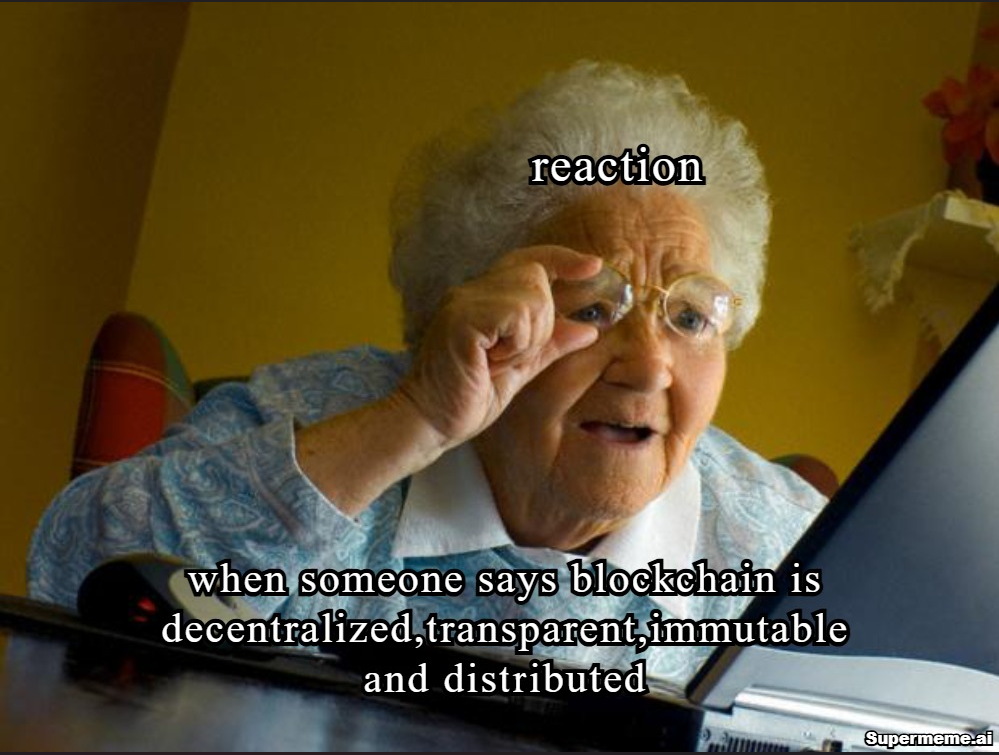 reaction
when someone says blockchain is
decentralized,transparent,immutable
and distributed
Supermeme.ai